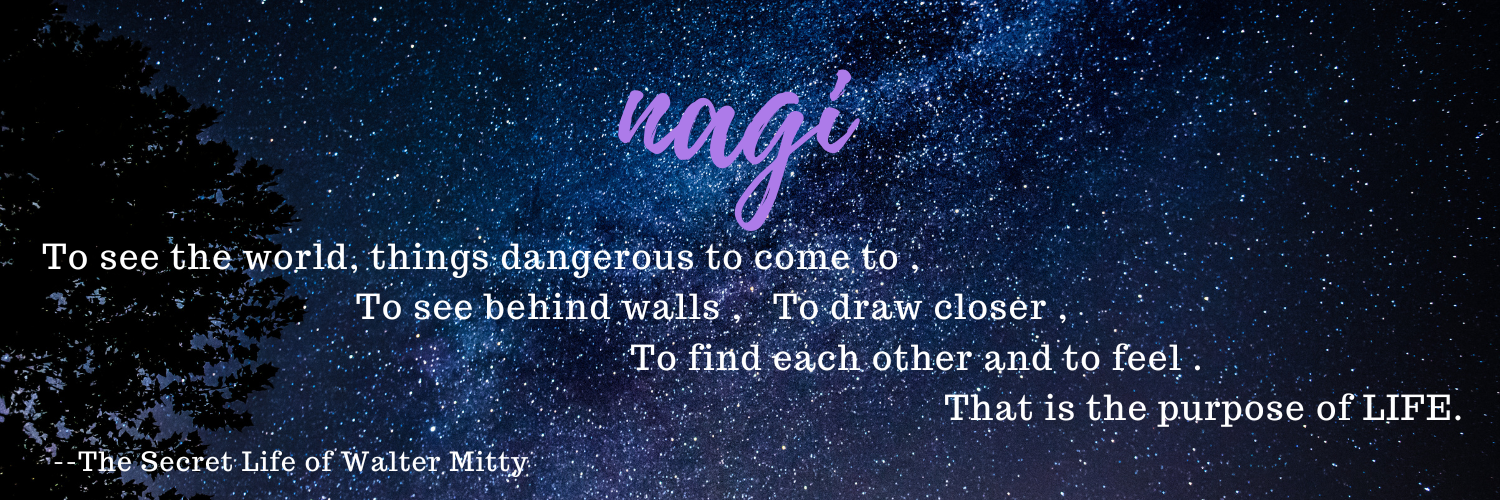 nagi
To see the world, things dangerous to come to ,
To see behind walls ,   To draw closer ,
To find each other and to feel .
That is the purpose of LIFE.
--The Secret Life of Walter Mitty